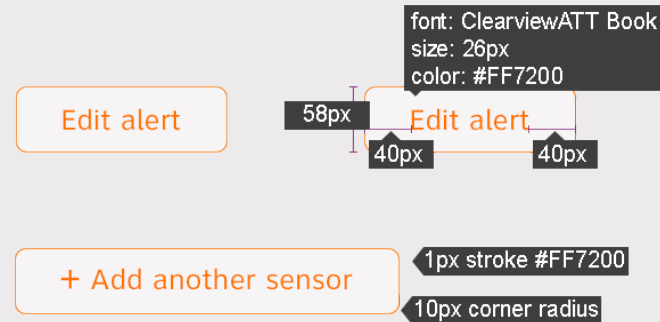 font: ClearviewATT Book
size: 26px
color: #FF7200
Edit alert
58px
Edit alert
40px
40px
+ Add another sensor
1px stroke #FF7200
10px corner radius